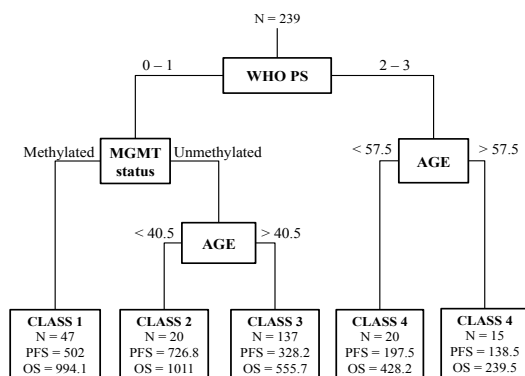 N = 239
WHO PS
0 – 1
2 – 3
MGMT
status
Methylated
Unmethylated
AGE
< 57.5
> 57.5
AGE
< 40.5
> 40.5
CLASS 1
N = 47
PFS = 502
OS = 994.1
CLASS 2
N = 20
PFS = 726.8
OS = 1011
CLASS 3
N = 137
PFS = 328.2
OS = 555.7
CLASS 4
N = 20
PFS = 197.5
OS = 428.2
CLASS 4
N = 15
PFS = 138.5
OS = 239.5